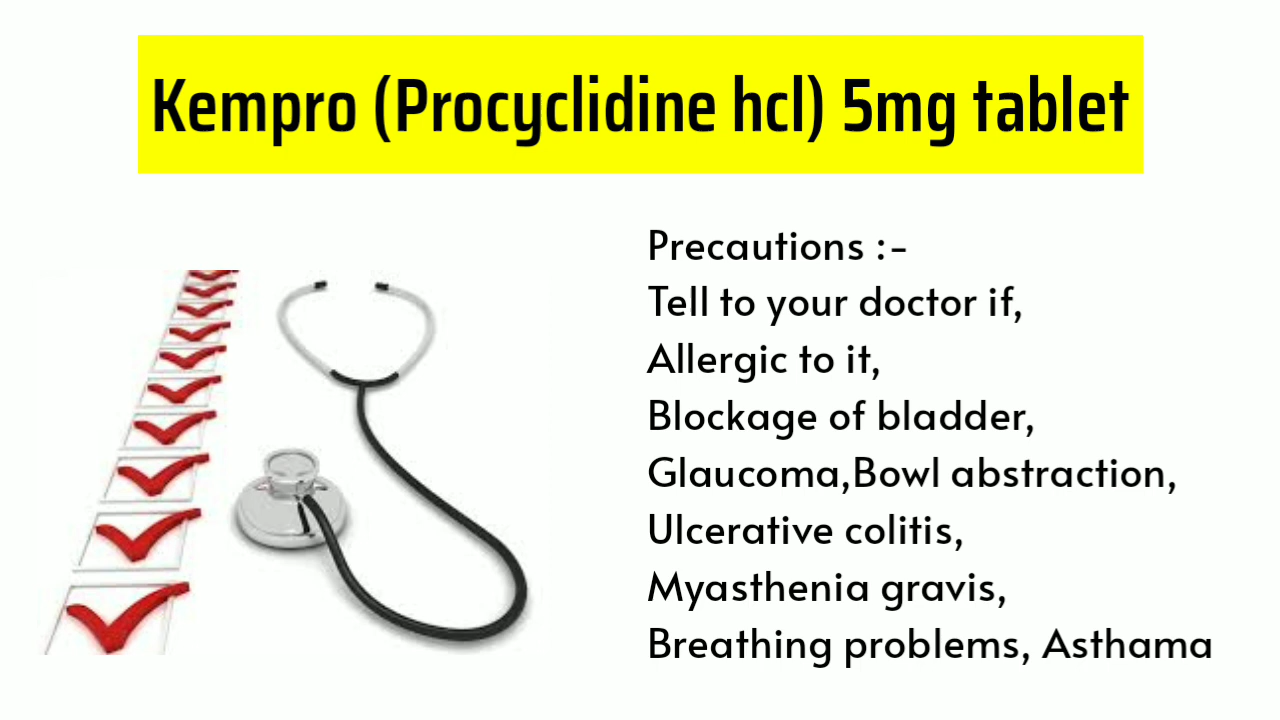 Kempro (Procyclidine hcl) 5mg tablet
Precautions :-
Tell to your doctor if,
Allergic to it,
Blockage of bladder,
Glaucoma,Bowl abstraction,
Ulcerative colitis,
Myasthenia gravis,
Breathing problems, Asthama